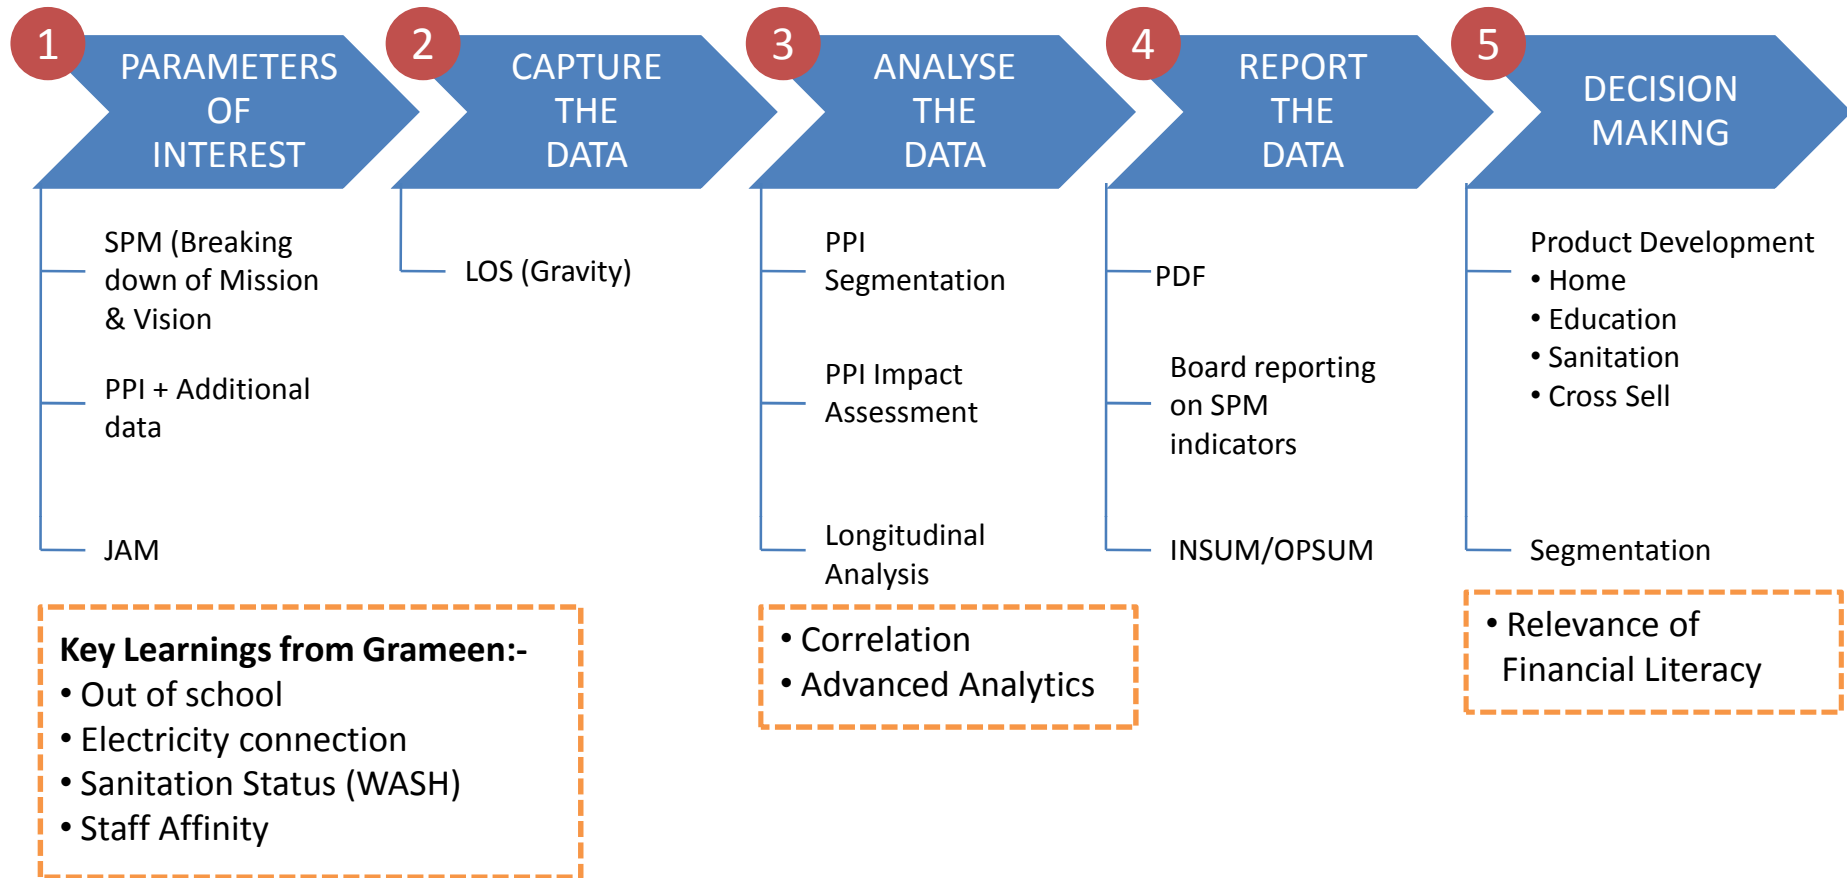 1
PARAMETERS
OF
INTEREST
2
CAPTURE
THE
DATA
3
ANALYSE
THE
DATA
4
REPORT
THE
DATA
5
DECISION
MAKING
SPM (Breaking
down of Mission
& Vision
PPI + Additional
data
JAM
Key Learnings from Grameen:-
• Out of school
• Electricity connection
• Sanitation Status (WASH)
• Staff Affinity
LOS (Gravity)
PPI
Segmentation
PPI Impact
Assessment
Longitudinal
Analysis
• Correlation
• Advanced Analytics
PDF
Board reporting
on SPM
indicators
INSUM/OPSUM
Product Development
• Home
• Education
• Sanitation
• Cross Sell
Segmentation
• Relevance of
Financial Literacy